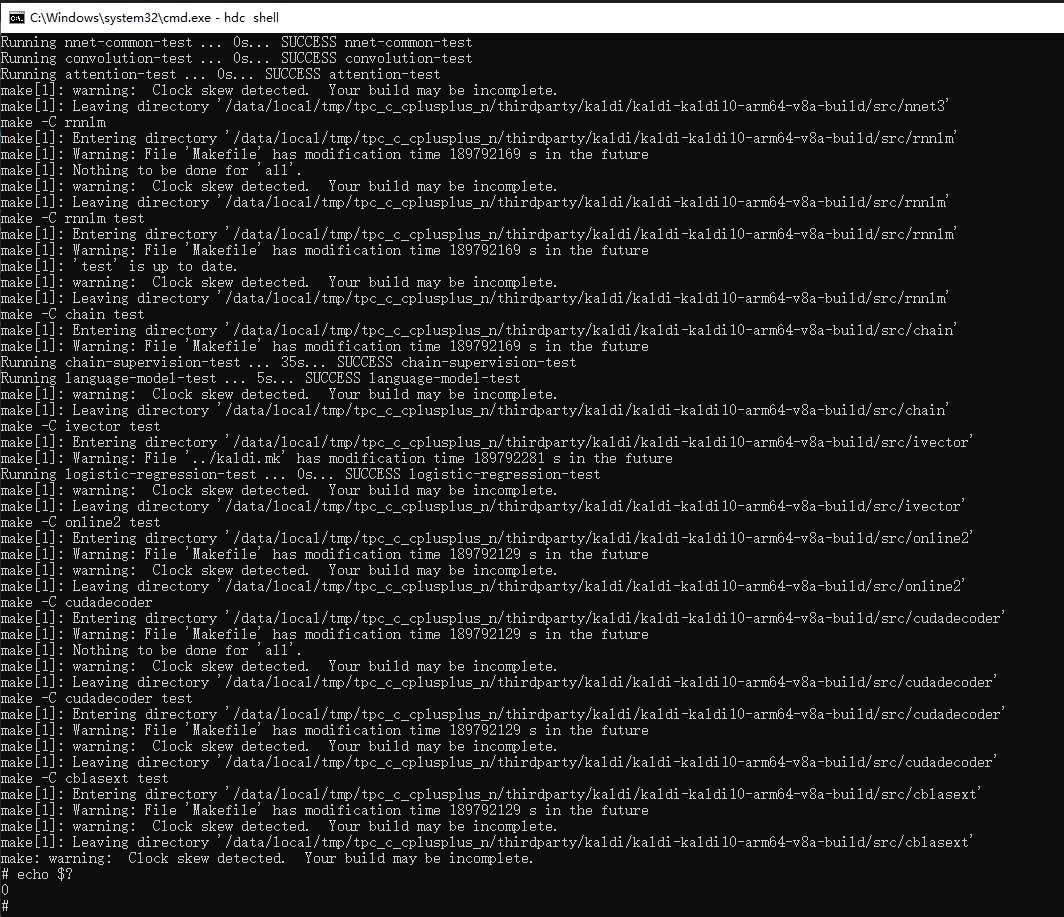 C:\Windows\system32\cmd.exe - hdc  shell
Running nnet-common-test ... 0s... SUCCESS nnet-common-test
Running convolution-test ... 0s... SUCCESS convolution-test
Running attention-test ... 0s... SUCCESS attention-test
make[1]: warning:  Clock skew detected.  Your build may be incomplete.
make[1]: Leaving directory '/data/local/tmp/tpc_c_cplusplus_n/thirdparty/kaldi/kaldi-kaldi10-arm64-v8a-build/src/nnet3'
make -C rnnlm
make[1]: Entering directory '/data/local/tmp/tpc_c_cplusplus_n/thirdparty/kaldi/kaldi-kaldi10-arm64-v8a-build/src/rnnlm'
make[1]: Warning: File 'Makefile' has modification time 189792169 s in the future
make[1]: Nothing to be done for 'all'.
make[1]: warning:  Clock skew detected.  Your build may be incomplete.
make[1]: Leaving directory '/data/local/tmp/tpc_c_cplusplus_n/thirdparty/kaldi/kaldi-kaldi10-arm64-v8a-build/src/rnnlm'
make -C rnnlm test
make[1]: Entering directory '/data/local/tmp/tpc_c_cplusplus_n/thirdparty/kaldi/kaldi-kaldi10-arm64-v8a-build/src/rnnlm'
make[1]: Warning: File 'Makefile' has modification time 189792169 s in the future
make[1]: 'test' is up to date.
make[1]: warning:  Clock skew detected.  Your build may be incomplete.
make[1]: Leaving directory '/data/local/tmp/tpc_c_cplusplus_n/thirdparty/kaldi/kaldi-kaldi10-arm64-v8a-build/src/rnnlm'
make -C chain test
make[1]: Entering directory '/data/local/tmp/tpc_c_cplusplus_n/thirdparty/kaldi/kaldi-kaldi10-arm64-v8a-build/src/chain'
make[1]: Warning: File 'Makefile' has modification time 189792169 s in the future
Running chain-supervision-test ... 35s... SUCCESS chain-supervision-test
Running language-model-test ... 5s... SUCCESS language-model-test
make[1]: warning:  Clock skew detected.  Your build may be incomplete.
make[1]: Leaving directory '/data/local/tmp/tpc_c_cplusplus_n/thirdparty/kaldi/kaldi-kaldi10-arm64-v8a-build/src/chain'
make -C ivector test
make[1]: Entering directory '/data/local/tmp/tpc_c_cplusplus_n/thirdparty/kaldi/kaldi-kaldi10-arm64-v8a-build/src/ivector'
make[1]: Warning: File '../kaldi.mk' has modification time 189792281 s in the future
Running logistic-regression-test ... 0s... SUCCESS logistic-regression-test
make[1]: warning:  Clock skew detected.  Your build may be incomplete.
make[1]: Leaving directory '/data/local/tmp/tpc_c_cplusplus_n/thirdparty/kaldi/kaldi-kaldi10-arm64-v8a-build/src/ivector'
make -C online2 test
make[1]: Entering directory '/data/local/tmp/tpc_c_cplusplus_n/thirdparty/kaldi/kaldi-kaldi10-arm64-v8a-build/src/online2'
make[1]: Warning: File 'Makefile' has modification time 189792129 s in the future
make[1]: warning:  Clock skew detected.  Your build may be incomplete.
make[1]: Leaving directory '/data/local/tmp/tpc_c_cplusplus_n/thirdparty/kaldi/kaldi-kaldi10-arm64-v8a-build/src/online2'
make -C cudadecoder
make[1]: Entering directory '/data/local/tmp/tpc_c_cplusplus_n/thirdparty/kaldi/kaldi-kaldi10-arm64-v8a-build/src/cudadecoder'
make[1]: Warning: File 'Makefile' has modification time 189792129 s in the future
make[1]: Nothing to be done for 'all'.
make[1]: warning:  Clock skew detected.  Your build may be incomplete.
make[1]: Leaving directory '/data/local/tmp/tpc_c_cplusplus_n/thirdparty/kaldi/kaldi-kaldi10-arm64-v8a-build/src/cudadecoder'
make -C cudadecoder test
make[1]: Entering directory '/data/local/tmp/tpc_c_cplusplus_n/thirdparty/kaldi/kaldi-kaldi10-arm64-v8a-build/src/cudadecoder'
make[1]: Warning: File 'Makefile' has modification time 189792129 s in the future
make[1]: warning:  Clock skew detected.  Your build may be incomplete.
make[1]: Leaving directory '/data/local/tmp/tpc_c_cplusplus_n/thirdparty/kaldi/kaldi-kaldi10-arm64-v8a-build/src/cudadecoder'
make -C cblasext test
make[1]: Entering directory '/data/local/tmp/tpc_c_cplusplus_n/thirdparty/kaldi/kaldi-kaldi10-arm64-v8a-build/src/cblasext'
make[1]: Warning: File 'Makefile' has modification time 189792129 s in the future
make[1]: warning:  Clock skew detected.  Your build may be incomplete.
make[1]: Leaving directory '/data/local/tmp/tpc_c_cplusplus_n/thirdparty/kaldi/kaldi-kaldi10-arm64-v8a-build/src/cblasext'
make: warning:  Clock skew detected.  Your build may be incomplete.
# echo $?
0
#